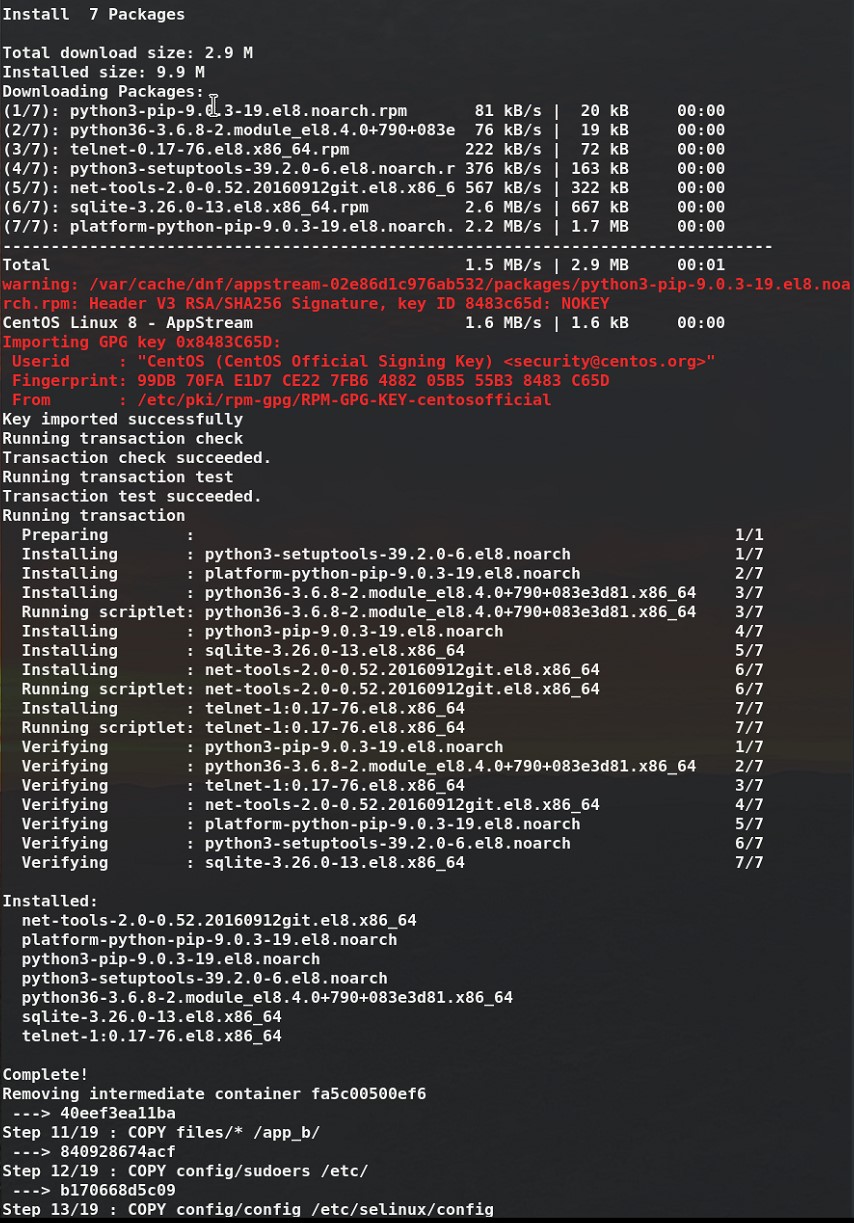 Install  7 Packages
Total download size: 2.9 M
Installed size: 9.9 M
Downloading Packages:
(1/7): python3-pip-9.0.3-19.el8.noarch.rpm       81 kB/s |  20 kB     00:00
(2/7): python36-3.6.8-2.module_el8.4.0+790+083e  76 kB/s |  19 kB     00:00
(3/7): telnet-0.17-76.el8.x86_64.rpm            222 kB/s |  72 kB     00:00
(4/7): python3-setuptools-39.2.0-6.el8.noarch.r 376 kB/s | 163 kB     00:00
(5/7): net-tools-2.0-0.52.20160912git.el8.x86_6 567 kB/s | 322 kB     00:00
(6/7): sqlite-3.26.0-13.el8.x86_64.rpm          2.6 MB/s | 667 kB     00:00
(7/7): platform-python-pip-9.0.3-19.el8.noarch. 2.2 MB/s | 1.7 MB     00:00
--------------------------------------------------------------------------------
Total                                           1.5 MB/s | 2.9 MB     00:01
warning: /var/cache/dnf/appstream-02e86d1c976ab532/packages/python3-pip-9.0.3-19.el8.noa
rch.rpm: Header V3 RSA/SHA256 Signature, key ID 8483c65d: NOKEY
CentOS Linux 8 - AppStream                      1.6 MB/s | 1.6 kB     00:00
Importing GPG key 0x8483C65D:
 Userid     : "CentOS (CentOS Official Signing Key) <security@centos.org>"
 Fingerprint: 99DB 70FA E1D7 CE22 7FB6 4882 05B5 55B3 8483 C65D
 From       : /etc/pki/rpm-gpg/RPM-GPG-KEY-centosofficial
Key imported successfully
Running transaction check
Transaction check succeeded.
Running transaction test
Transaction test succeeded.
Running transaction
  Preparing        :                                                        1/1
  Installing       : python3-setuptools-39.2.0-6.el8.noarch                 1/7
  Installing       : platform-python-pip-9.0.3-19.el8.noarch                2/7
  Installing       : python36-3.6.8-2.module_el8.4.0+790+083e3d81.x86_64    3/7
  Running scriptlet: python36-3.6.8-2.module_el8.4.0+790+083e3d81.x86_64    3/7
  Installing       : python3-pip-9.0.3-19.el8.noarch                        4/7
  Installing       : sqlite-3.26.0-13.el8.x86_64                            5/7
  Installing       : net-tools-2.0-0.52.20160912git.el8.x86_64              6/7
  Running scriptlet: net-tools-2.0-0.52.20160912git.el8.x86_64              6/7
  Installing       : telnet-1:0.17-76.el8.x86_64                            7/7
  Running scriptlet: telnet-1:0.17-76.el8.x86_64                            7/7
  Verifying        : python3-pip-9.0.3-19.el8.noarch                        1/7
  Verifying        : python36-3.6.8-2.module_el8.4.0+790+083e3d81.x86_64    2/7
  Verifying        : telnet-1:0.17-76.el8.x86_64                            3/7
  Verifying        : net-tools-2.0-0.52.20160912git.el8.x86_64              4/7
  Verifying        : platform-python-pip-9.0.3-19.el8.noarch                5/7
  Verifying        : python3-setuptools-39.2.0-6.el8.noarch                 6/7
  Verifying        : sqlite-3.26.0-13.el8.x86_64                            7/7
Installed:
  net-tools-2.0-0.52.20160912git.el8.x86_64
  platform-python-pip-9.0.3-19.el8.noarch
  python3-pip-9.0.3-19.el8.noarch
  python3-setuptools-39.2.0-6.el8.noarch
  python36-3.6.8-2.module_el8.4.0+790+083e3d81.x86_64
  sqlite-3.26.0-13.el8.x86_64
  telnet-1:0.17-76.el8.x86_64
Complete!
Removing intermediate container fa5c00500ef6
 ---> 40eef3ea11ba
Step 11/19 : COPY files/* /app_b/
 ---> 840928674acf
Step 12/19 : COPY config/sudoers /etc/
 ---> b170668d5c09
Step 13/19 : COPY config/config /etc/selinux/config